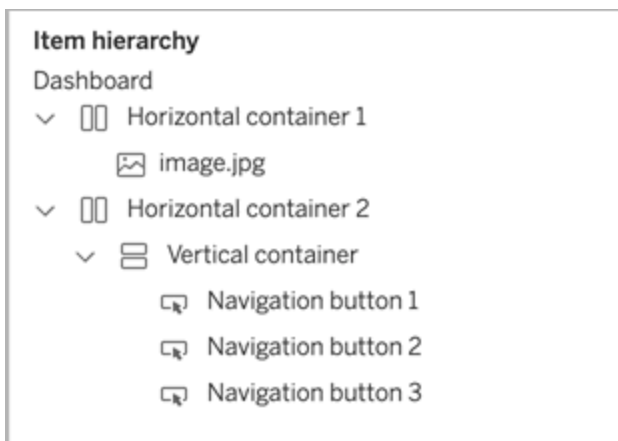 Item hierarchy
Dashboard
Horizontal container 1
image.jpg
Horizontal container 2
Vertical container
Navigation button 1
Navigation button 2
Navigation button 3